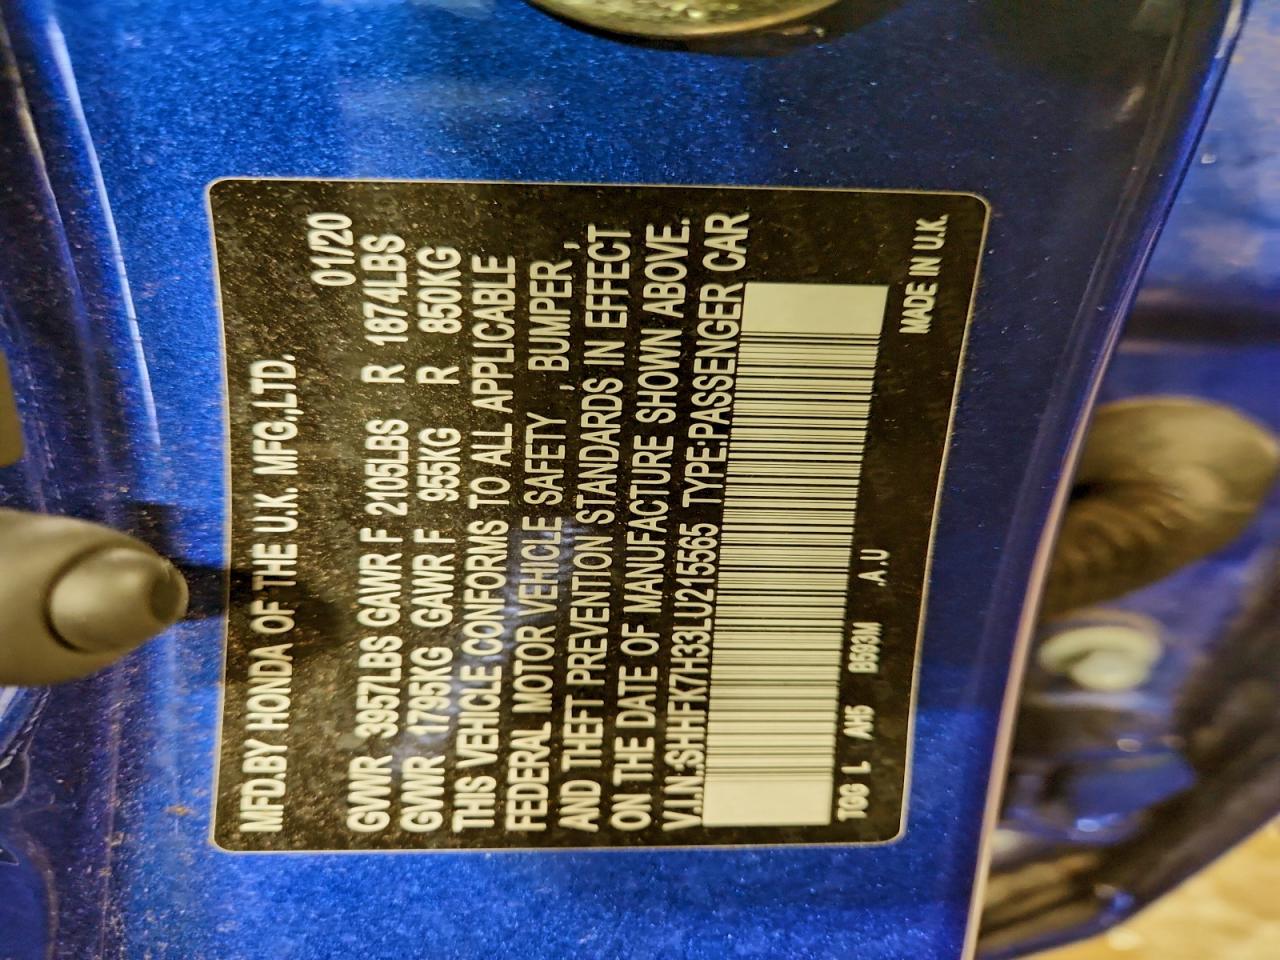 MFD.BY HONDA OF THE U.K. MFG.,LTD.
01/20
GVWR 3957LBS GAWR F 2105LBS R 1874LBS
GVWR 1795KG GAWR F 955KG R 850KG
THIS VEHICLE CONFORMS TO ALL APPLICABLE
FEDERAL MOTOR VEHICLE SAFETY , BUMPER ,
AND THEFT PREVENTION STANDARDS IN EFFECT
ON THE DATE OF MANUFACTURE SHOWN ABOVE.
V.I.N.:SHHFK7H33LU215565 TYPE:PASSENGER CAR
TGG L AH5 B593M .A.U
MADE IN U.K.